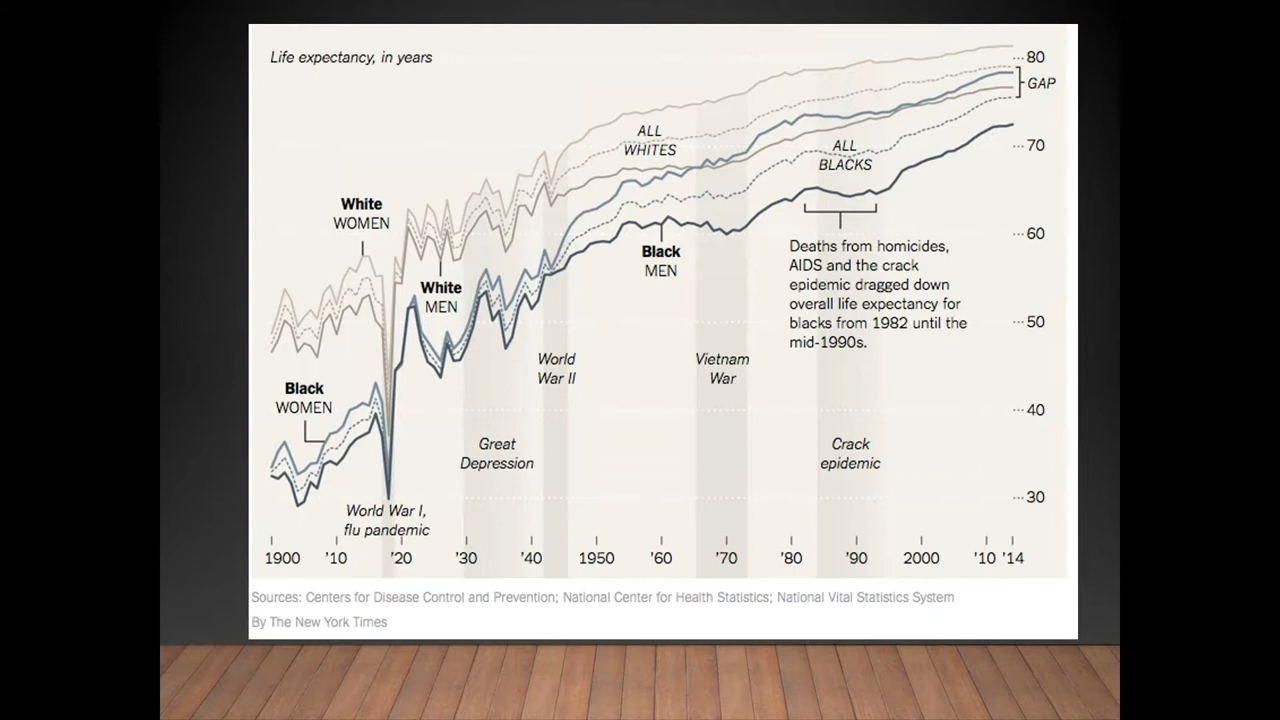 Life expectancy, in years
80
GAP
ALL
WHITES
70
ALL
BLACKS
White
WOMEN
60
Black
MEN
Deaths from homicides,
AIDS and the crack
epidemic dragged down
overall life expectancy for
blacks from 1982 until the
mid-1990s.
White
MEN
50
World
War II
Vietnam
War
Black
WOMEN
40
Great
Depression
Crack
epidemic
30
World War I,
flu pandemic
1900 '10 '20 '30 '40 1950 '60 '70 '80 '90 2000 '10 '14
Sources: Centers for Disease Control and Prevention; National Center for Health Statistics; National Vital Statistics System
By The New York Times